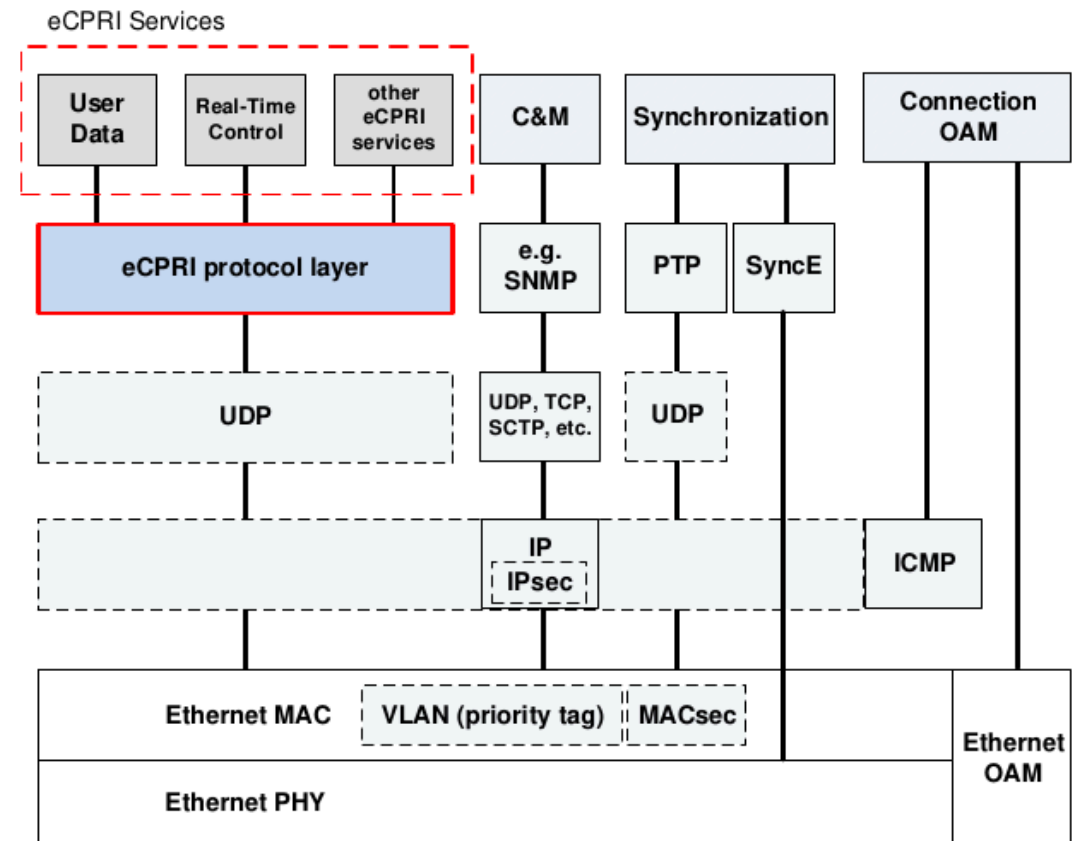 eCPRI Services
User
Data
Real-Time
Control
other
eCPRI
services
C&M
Synchronization
Connection
OAM
eCPRI protocol layer
e.g.
SNMP
PTP
SyncE
UDP
UDP, TCP,
SCTP, etc.
UDP
IP
IPsec
ICMP
Ethernet MAC
VLAN (priority tag)
MACsec
Ethernet
OAM
Ethernet PHY